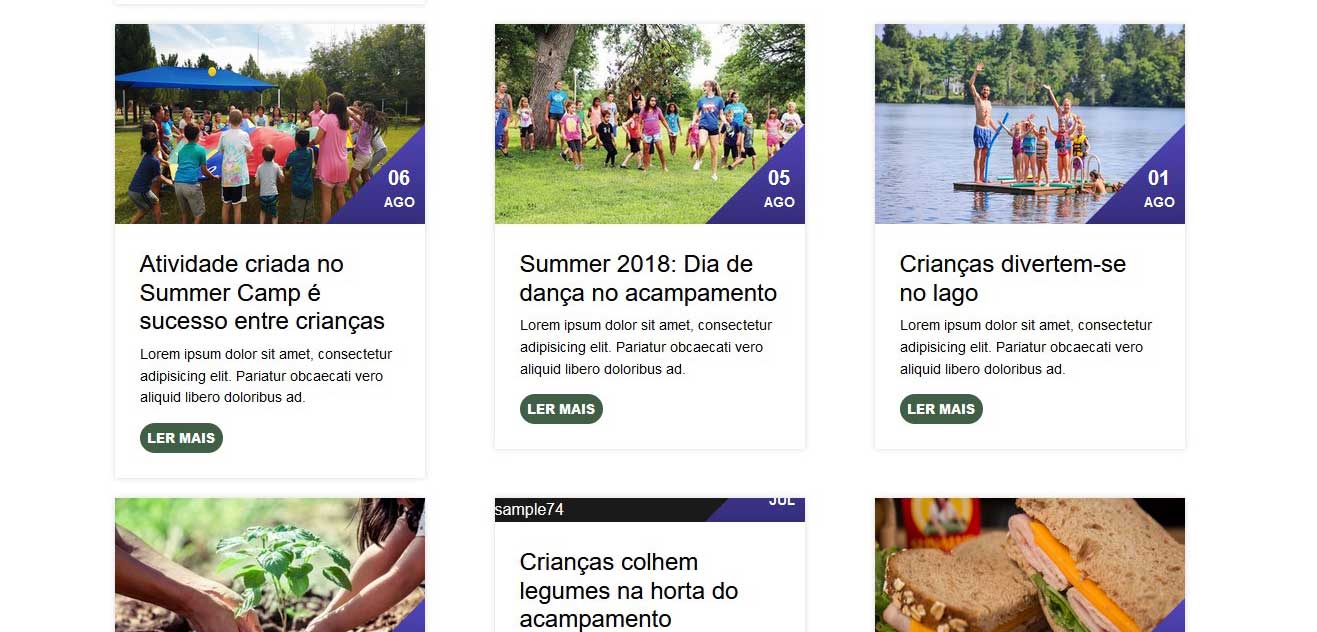 06
AGO
Atividade criada no
Summer Camp é
sucesso entre crianças
Lorem ipsum dolor sit amet, consectetur
adipisicing elit. Pariatur obcaecati vero
aliquid libero doloribus ad.
LER MAIS
05
AGO
Summer 2018: Dia de
dança no acampamento
Lorem ipsum dolor sit amet, consectetur
adipisicing elit. Pariatur obcaecati vero
aliquid libero doloribus ad.
LER MAIS
01
AGO
Crianças divertem-se
no lago
Lorem ipsum dolor sit amet, consectetur
adipisicing elit. Pariatur obcaecati vero
aliquid libero doloribus ad.
LER MAIS
sample74
JUL
Crianças colhem
legumes na horta do
acampamento